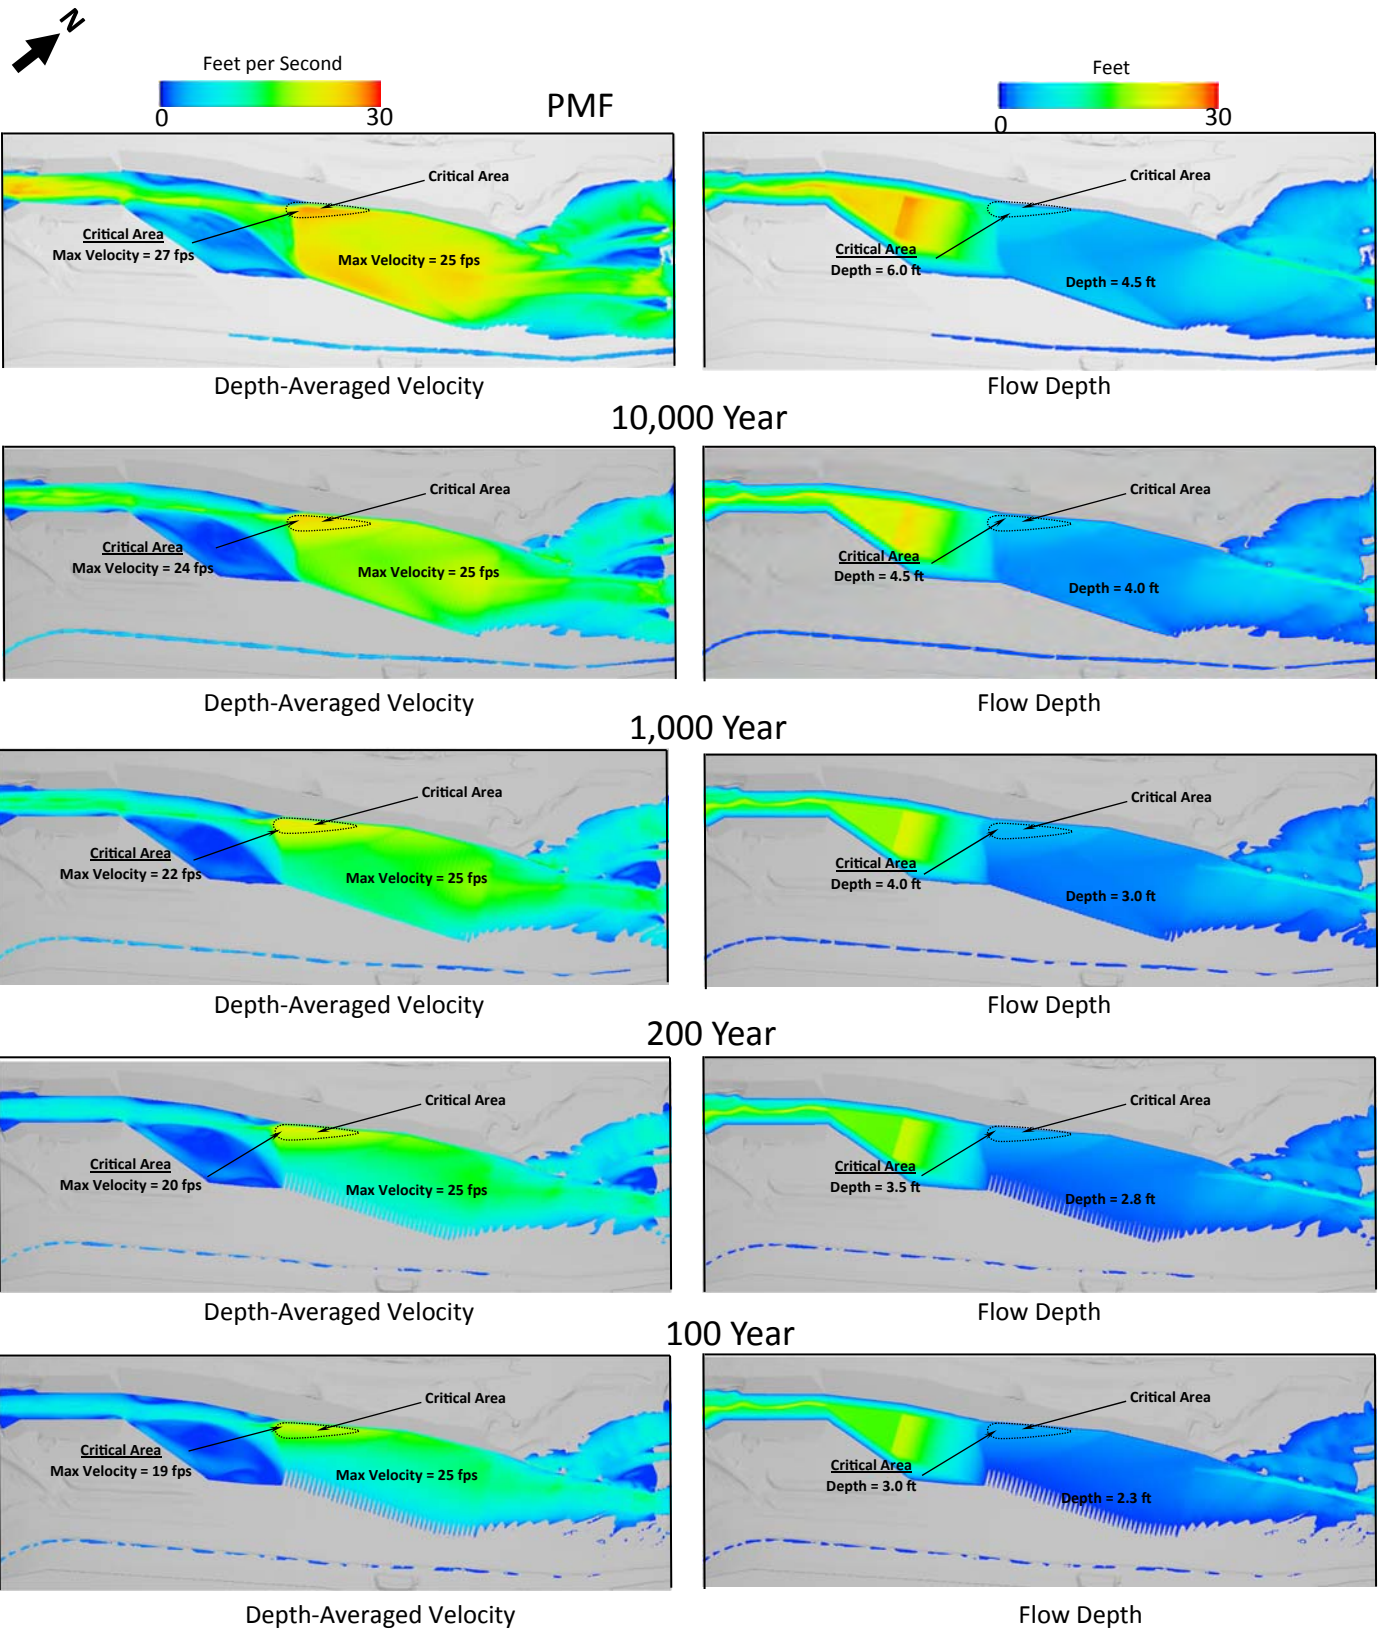 N
Feet per Second
0 30
PMF
Feet
0 30
Critical Area
Critical Area
Max Velocity = 27 fps
Max Velocity = 25 fps
Critical Area
Critical Area
Depth = 6.0 ft
Depth = 4.5 ft
Depth-Averaged Velocity
Flow Depth
10,000 Year
Critical Area
Critical Area
Max Velocity = 24 fps
Max Velocity = 25 fps
Critical Area
Critical Area
Depth = 4.5 ft
Depth = 4.0 ft
Depth-Averaged Velocity
Flow Depth
1,000 Year
Critical Area
Critical Area
Max Velocity = 22 fps
Max Velocity = 25 fps
Critical Area
Critical Area
Depth = 4.0 ft
Depth = 3.0 ft
Depth-Averaged Velocity
Flow Depth
200 Year
Critical Area
Critical Area
Max Velocity = 20 fps
Max Velocity = 25 fps
Critical Area
Critical Area
Depth = 3.5 ft
Depth = 2.8 ft
Depth-Averaged Velocity
Flow Depth
100 Year
Critical Area
Critical Area
Max Velocity = 19 fps
Max Velocity = 25 fps
Critical Area
Critical Area
Depth = 3.0 ft
Depth = 2.3 ft
Depth-Averaged Velocity
Flow Depth